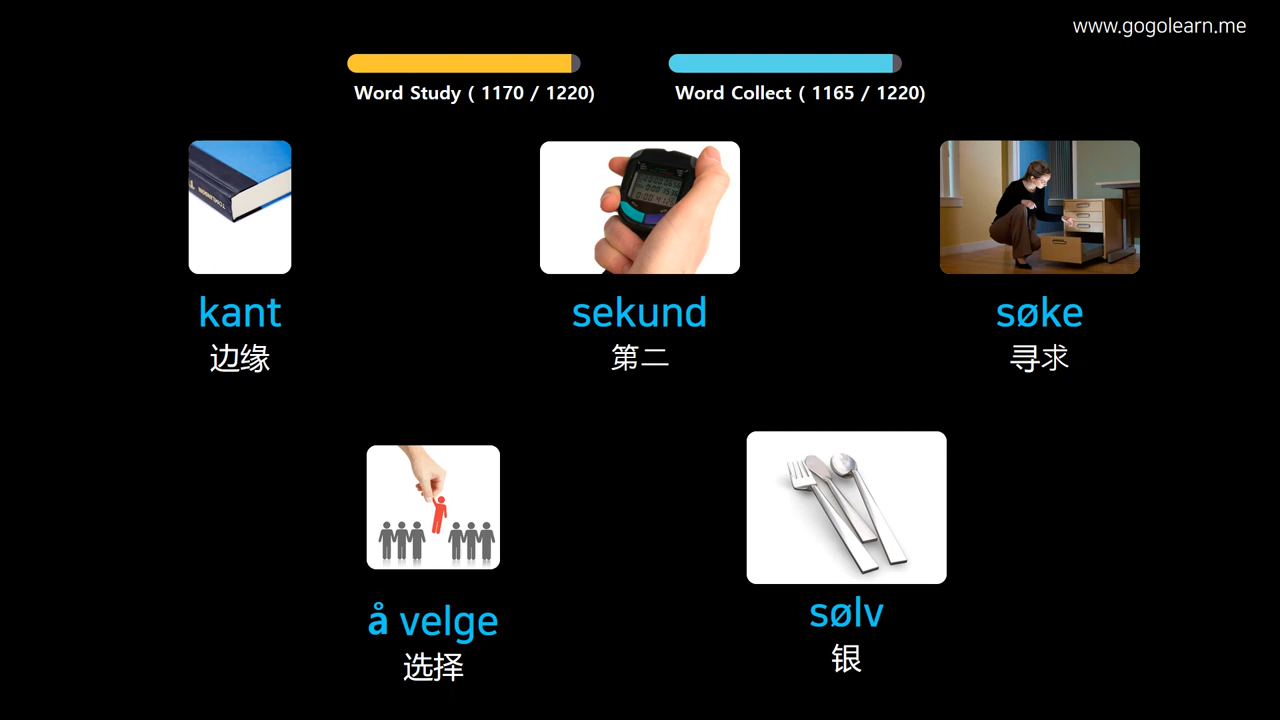 www.gogolearn.me
Word Study ( 1170 / 1220)
Word Collect ( 1165 / 1220)
kant
边缘
sekund
第二
søke
寻求
å velge
选择
sølv
银